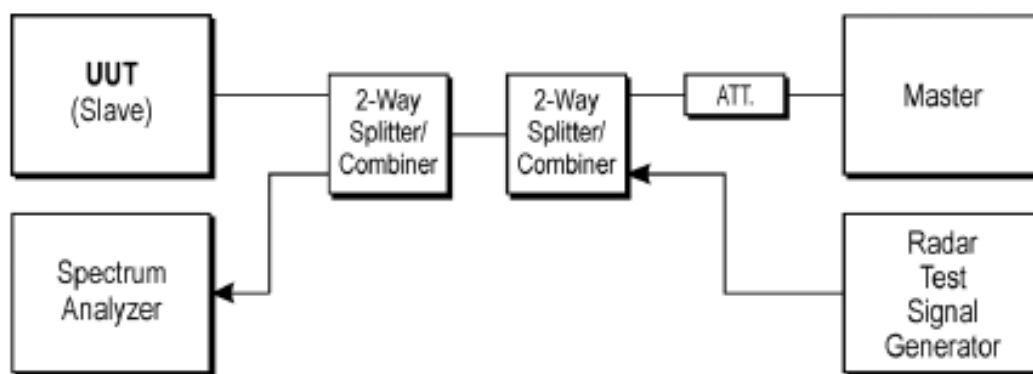 UUT
(Slave)
2-Way
Splitter/
Combiner
2-Way
Splitter/
Combiner
ATT.
Master
Spectrum
Analyzer
Radar
Test
Signal
Generator